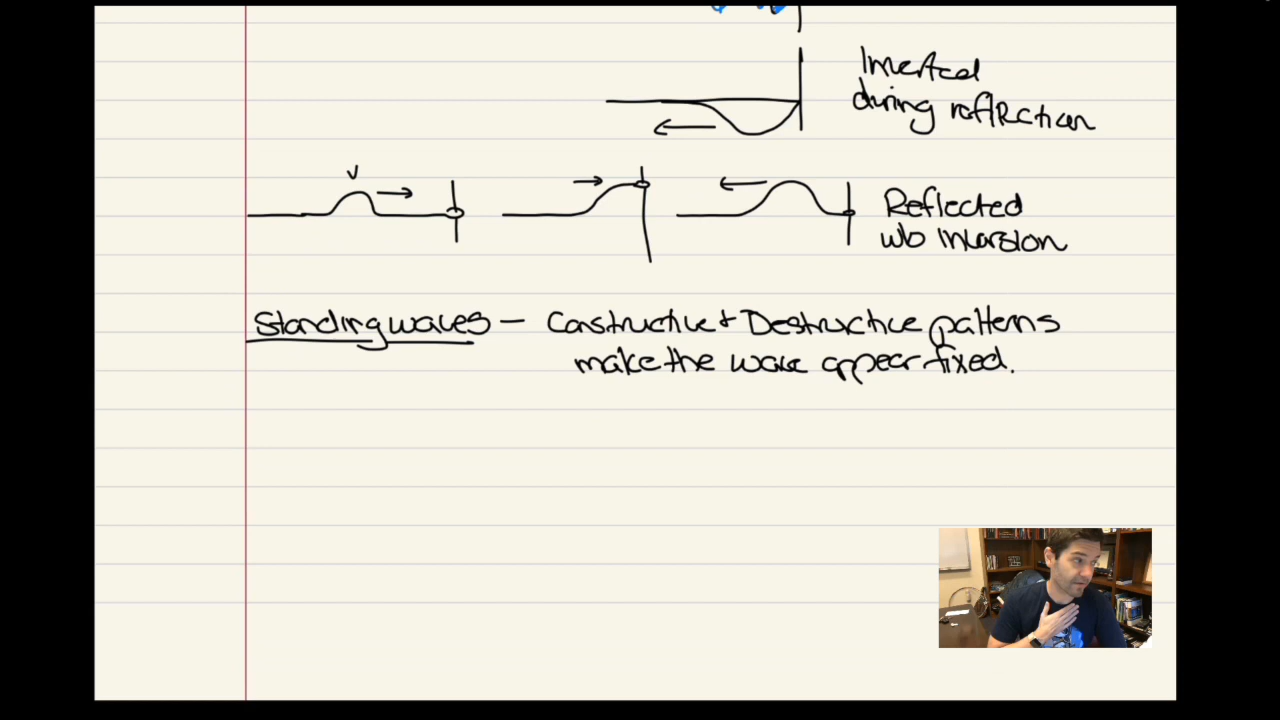 Inverted
during reflection
v
Reflected
w/o inversion
Standing waves – Constructive + Destructive patterns
make the wave appear fixed.